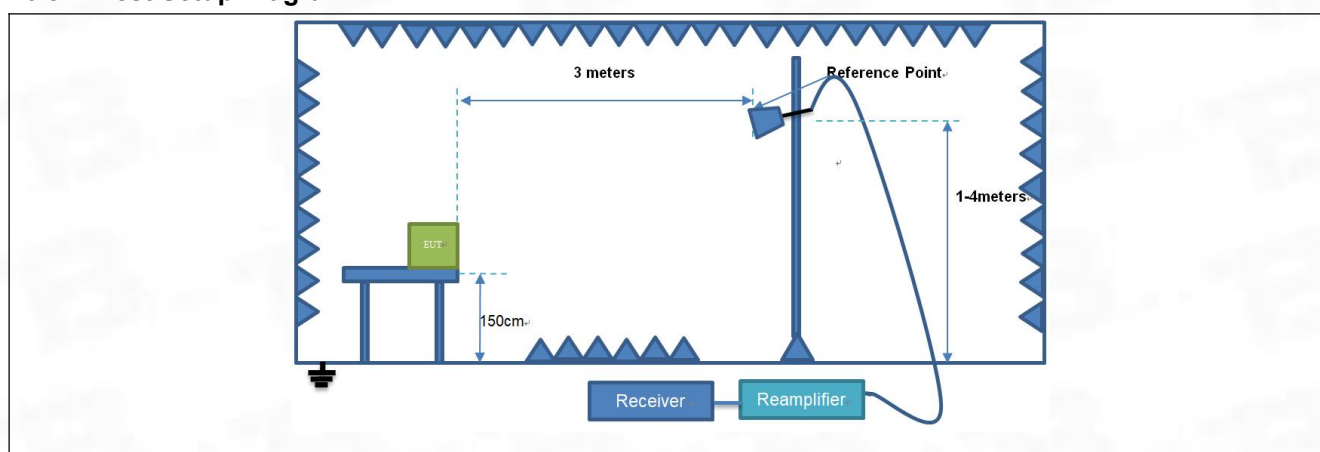 3 meters
Reference Point
1-4meters
EUT
150cm
Receiver
Reamplifier